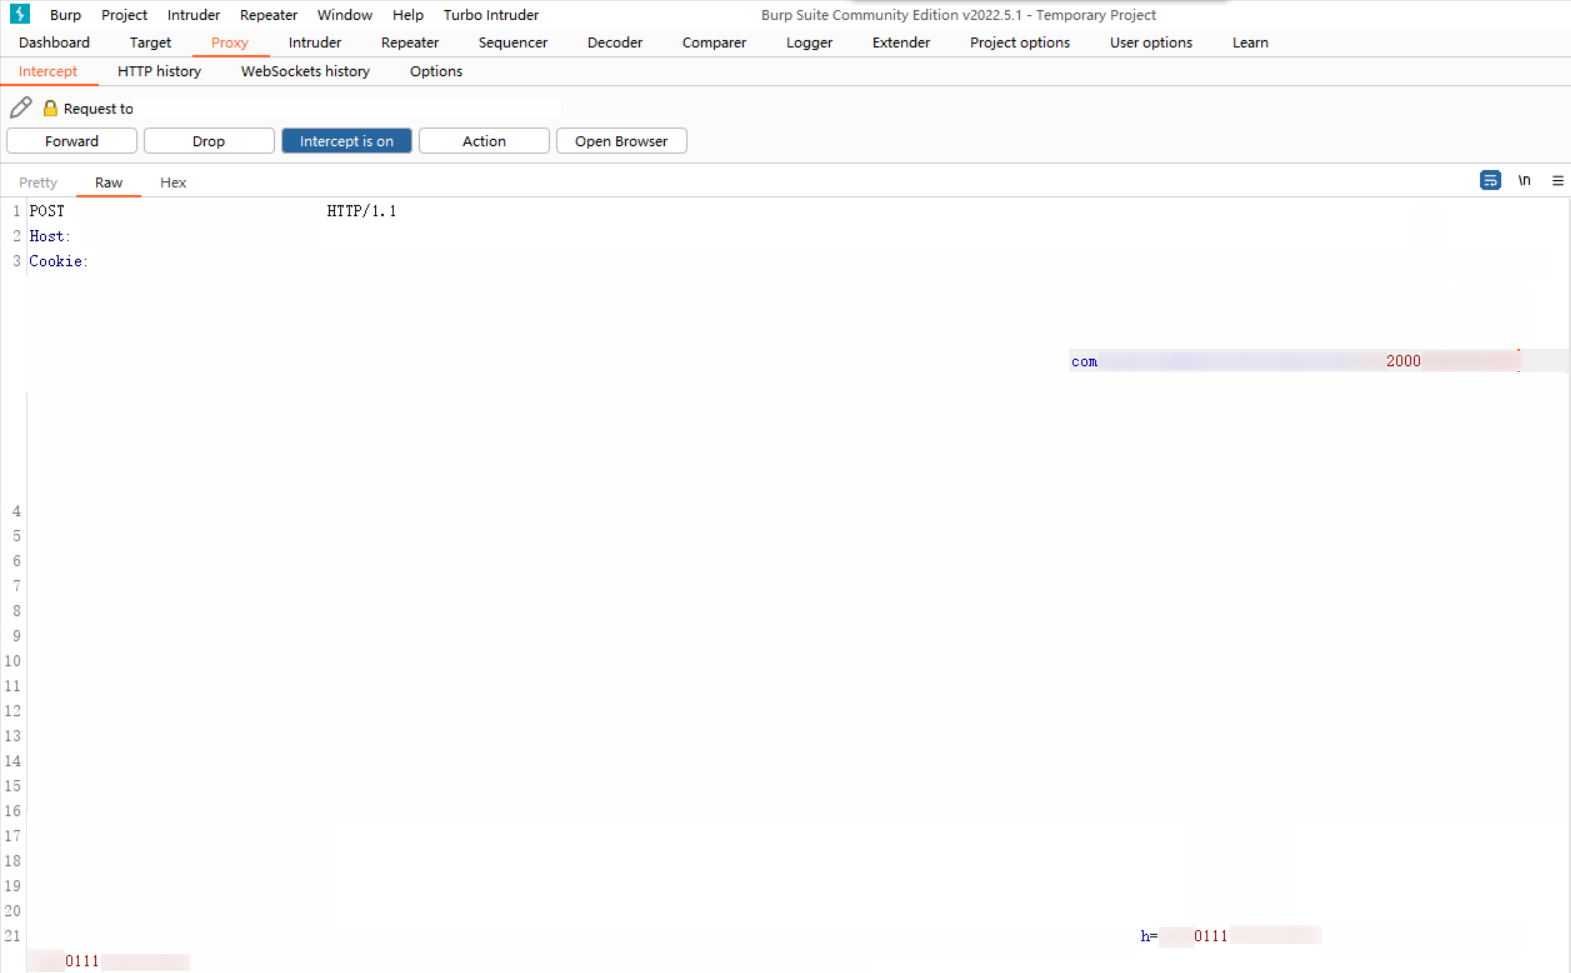 Burp Project Intruder Repeater Window Help Turbo Intruder Burp Suite Community Edition v2022.5.1 - Temporary Project
Dashboard Target Proxy Intruder Repeater Sequencer Decoder Comparer Logger Extender Project options User options Learn
Intercept HTTP history WebSockets history Options
Request to
Forward Drop Intercept is on Action Open Browser
Pretty Raw Hex \n
1 POST HTTP/1.1
2 Host:
3 Cookie:
com 2000
4
5
6
7
8
9
10
11
12
13
14
15
16
17
18
19
20
21 h= 0111
0111